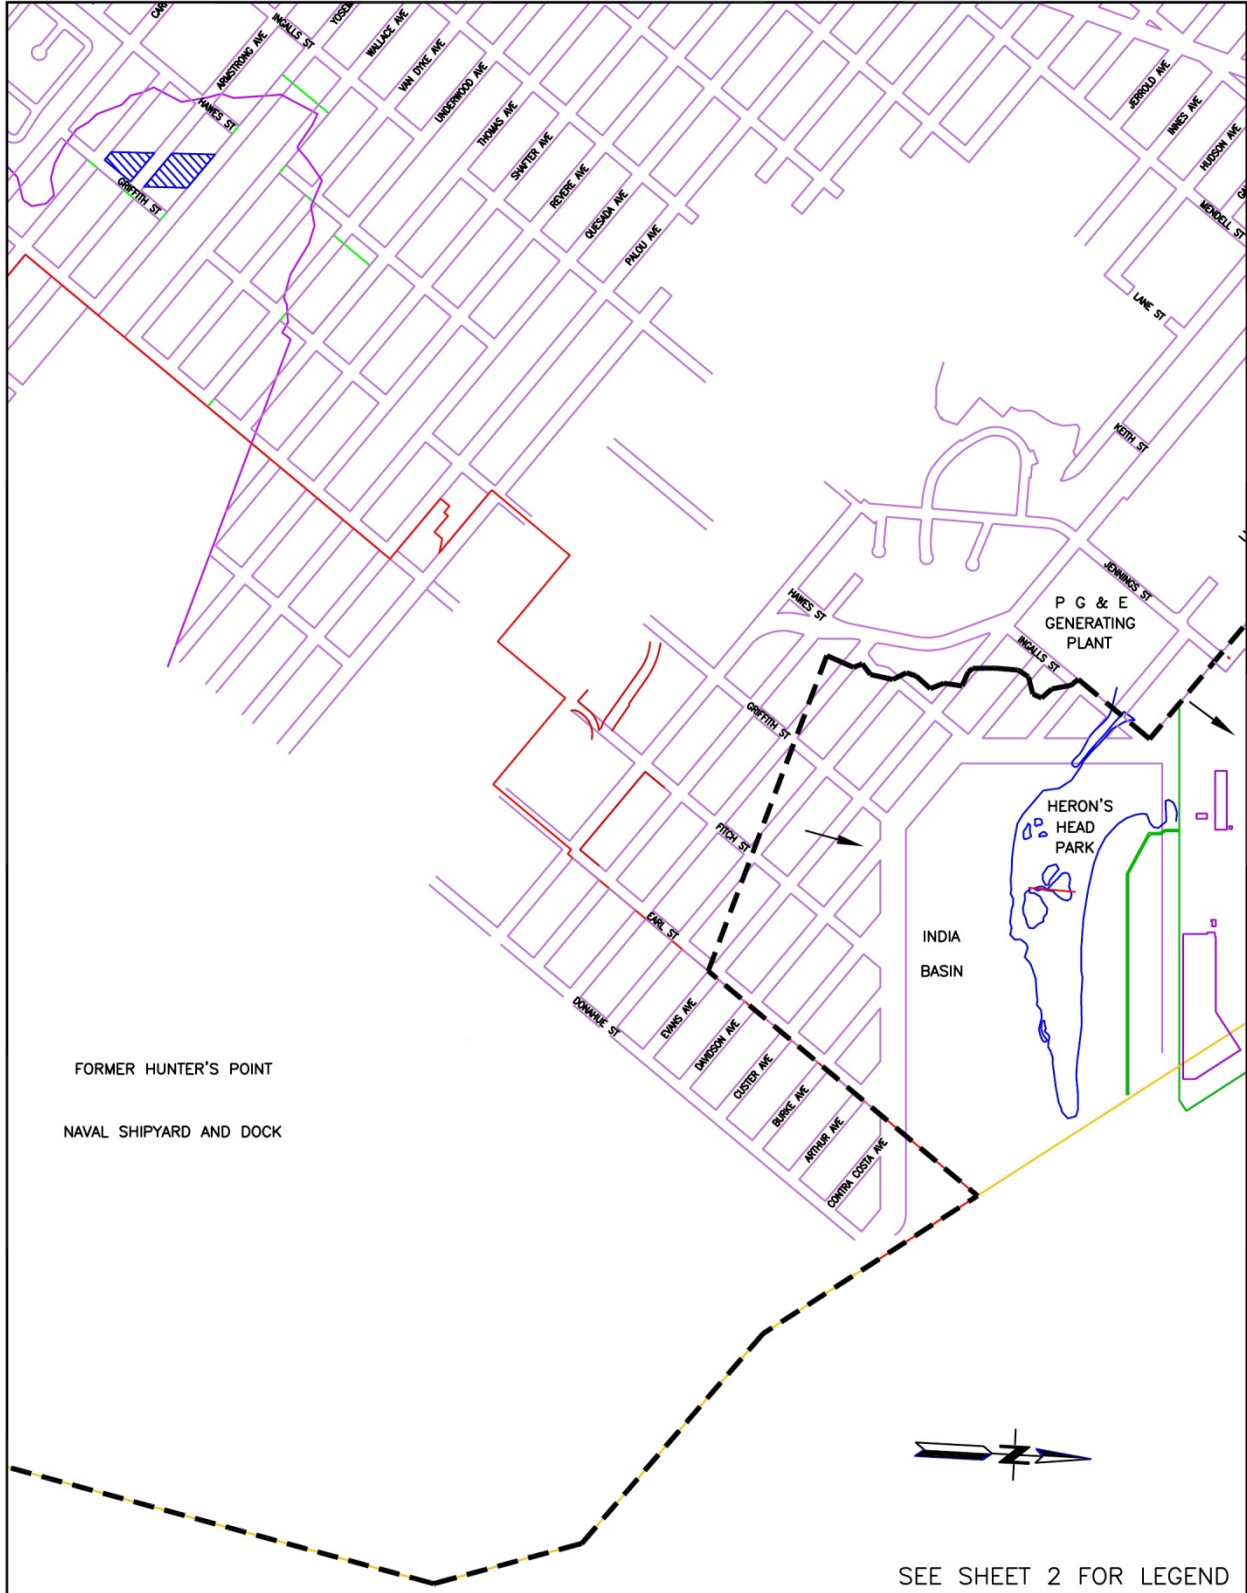 INGALLS ST
WALLACE AVE
ARMSTRONG AVE
VAN DYKE AVE
UNDERWOOD AVE
HAWES ST
THOMAS AVE
SHAFTER AVE
REVERE AVE
QUESADA AVE
PALOU AVE
GRIFFITH ST
JERROLD AVE
INNES AVE
HUDSON AVE
MENDELL ST
LANE ST
KEITH ST
JENNINGS ST
P G & E
GENERATING
PLANT
HAWES ST
INGALLS ST
GRIFFITH ST
HERON'S
HEAD
PARK
FITCH ST
EARL ST
INDIA
BASIN
DONAHUE ST
EVANS AVE
DAVIDSON AVE
CUSTER AVE
BURKE AVE
ARTHUR AVE
CONTRA COSTA AVE
FORMER HUNTER'S POINT
NAVAL SHIPYARD AND DOCK
N
SEE SHEET 2 FOR LEGEND